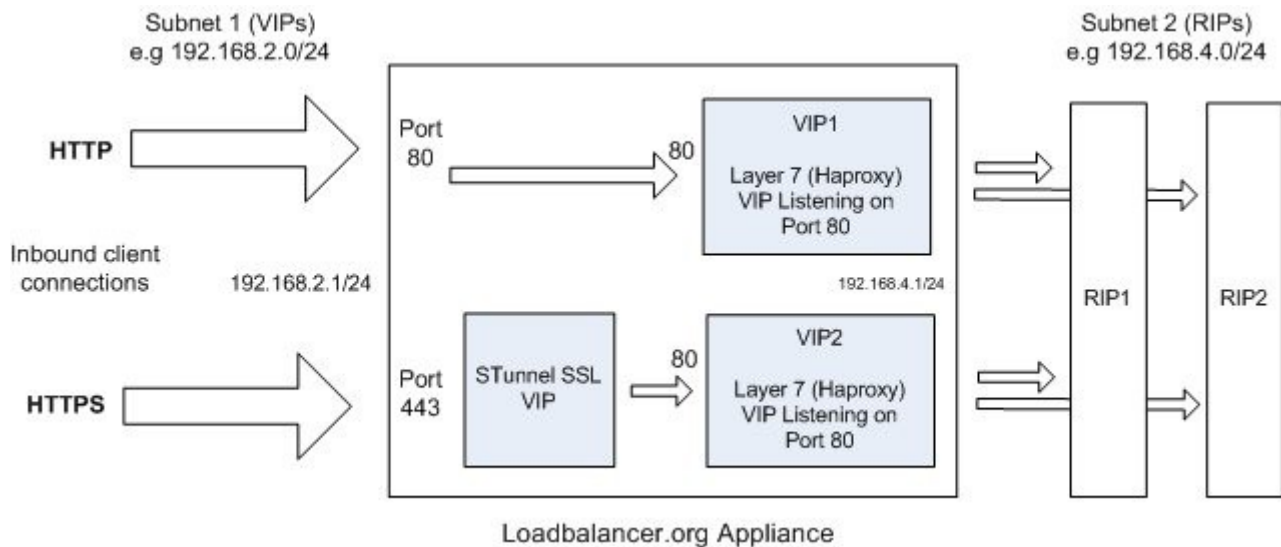 Subnet 1 (VIPs)
e.g 192.168.2.0/24
Subnet 2 (RIPs)
e.g 192.168.4.0/24
HTTP
Port
80
80
VIP1
Layer 7 (Haproxy)
VIP Listening on
Port 80
Inbound client
connections
192.168.2.1/24
192.168.4.1/24
RIP1
RIP2
HTTPS
Port
443
STunnel SSL
VIP
80
VIP2
Layer 7 (Haproxy)
VIP Listening on
Port 80
Loadbalancer.org Appliance